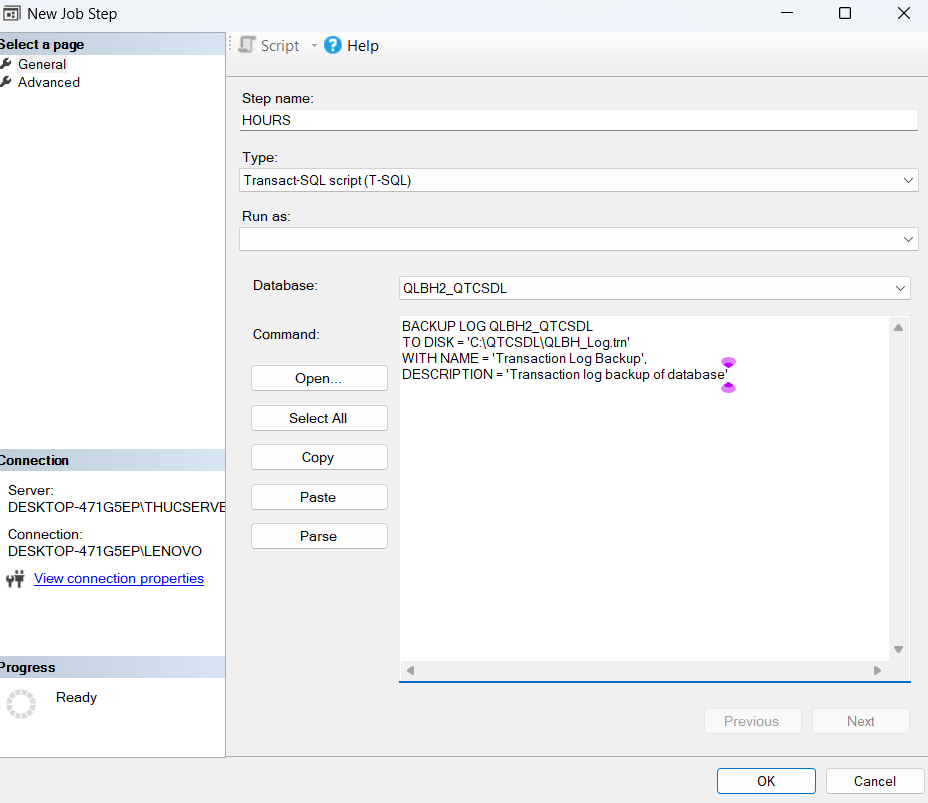 New Job Step
Select a page
General
Advanced
Script
Help
Step name:
HOURS
Type:
Transact-SQL script (T-SQL)
Run as:
Database:
QLBH2_QTCSDL
Command:
BACKUP LOG QLBH2_QTCSDL
TO DISK = 'C:\QTCSDL\QLBH_Log.trn'
WITH NAME = 'Transaction Log Backup',
DESCRIPTION = 'Transaction log backup of database'
Open...
Select All
Copy
Paste
Parse
Connection
Server:
DESKTOP-471G5EP\THUCSERVE
Connection:
DESKTOP-471G5EP\LENOVO
View connection properties
Progress
Ready
Previous
Next
OK
Cancel